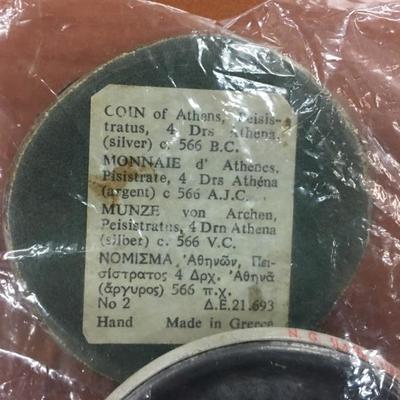 COIN of Athens, Peisis-
tratus, 4 Drs Athena
(silver) c. 566 B.C.
MONNAIE d' Athenes,
Pisistrate, 4 Drs Athéna
(argent) c 566 A.J.C.
MUNZE von Archen,
Peisistratus, 4 Drn Athena
(silber) c. 566 V.C.
ΝΟΜΙΣΜΑ ʼΑθηνῶν, Πει-
σίστρατος 4 Δρχ. ʼΑθηνᾶ
(ἄργυρος) 566 π.χ.
No 2 Δ.Ε.21.693
Hand Made in Greece
N. G.